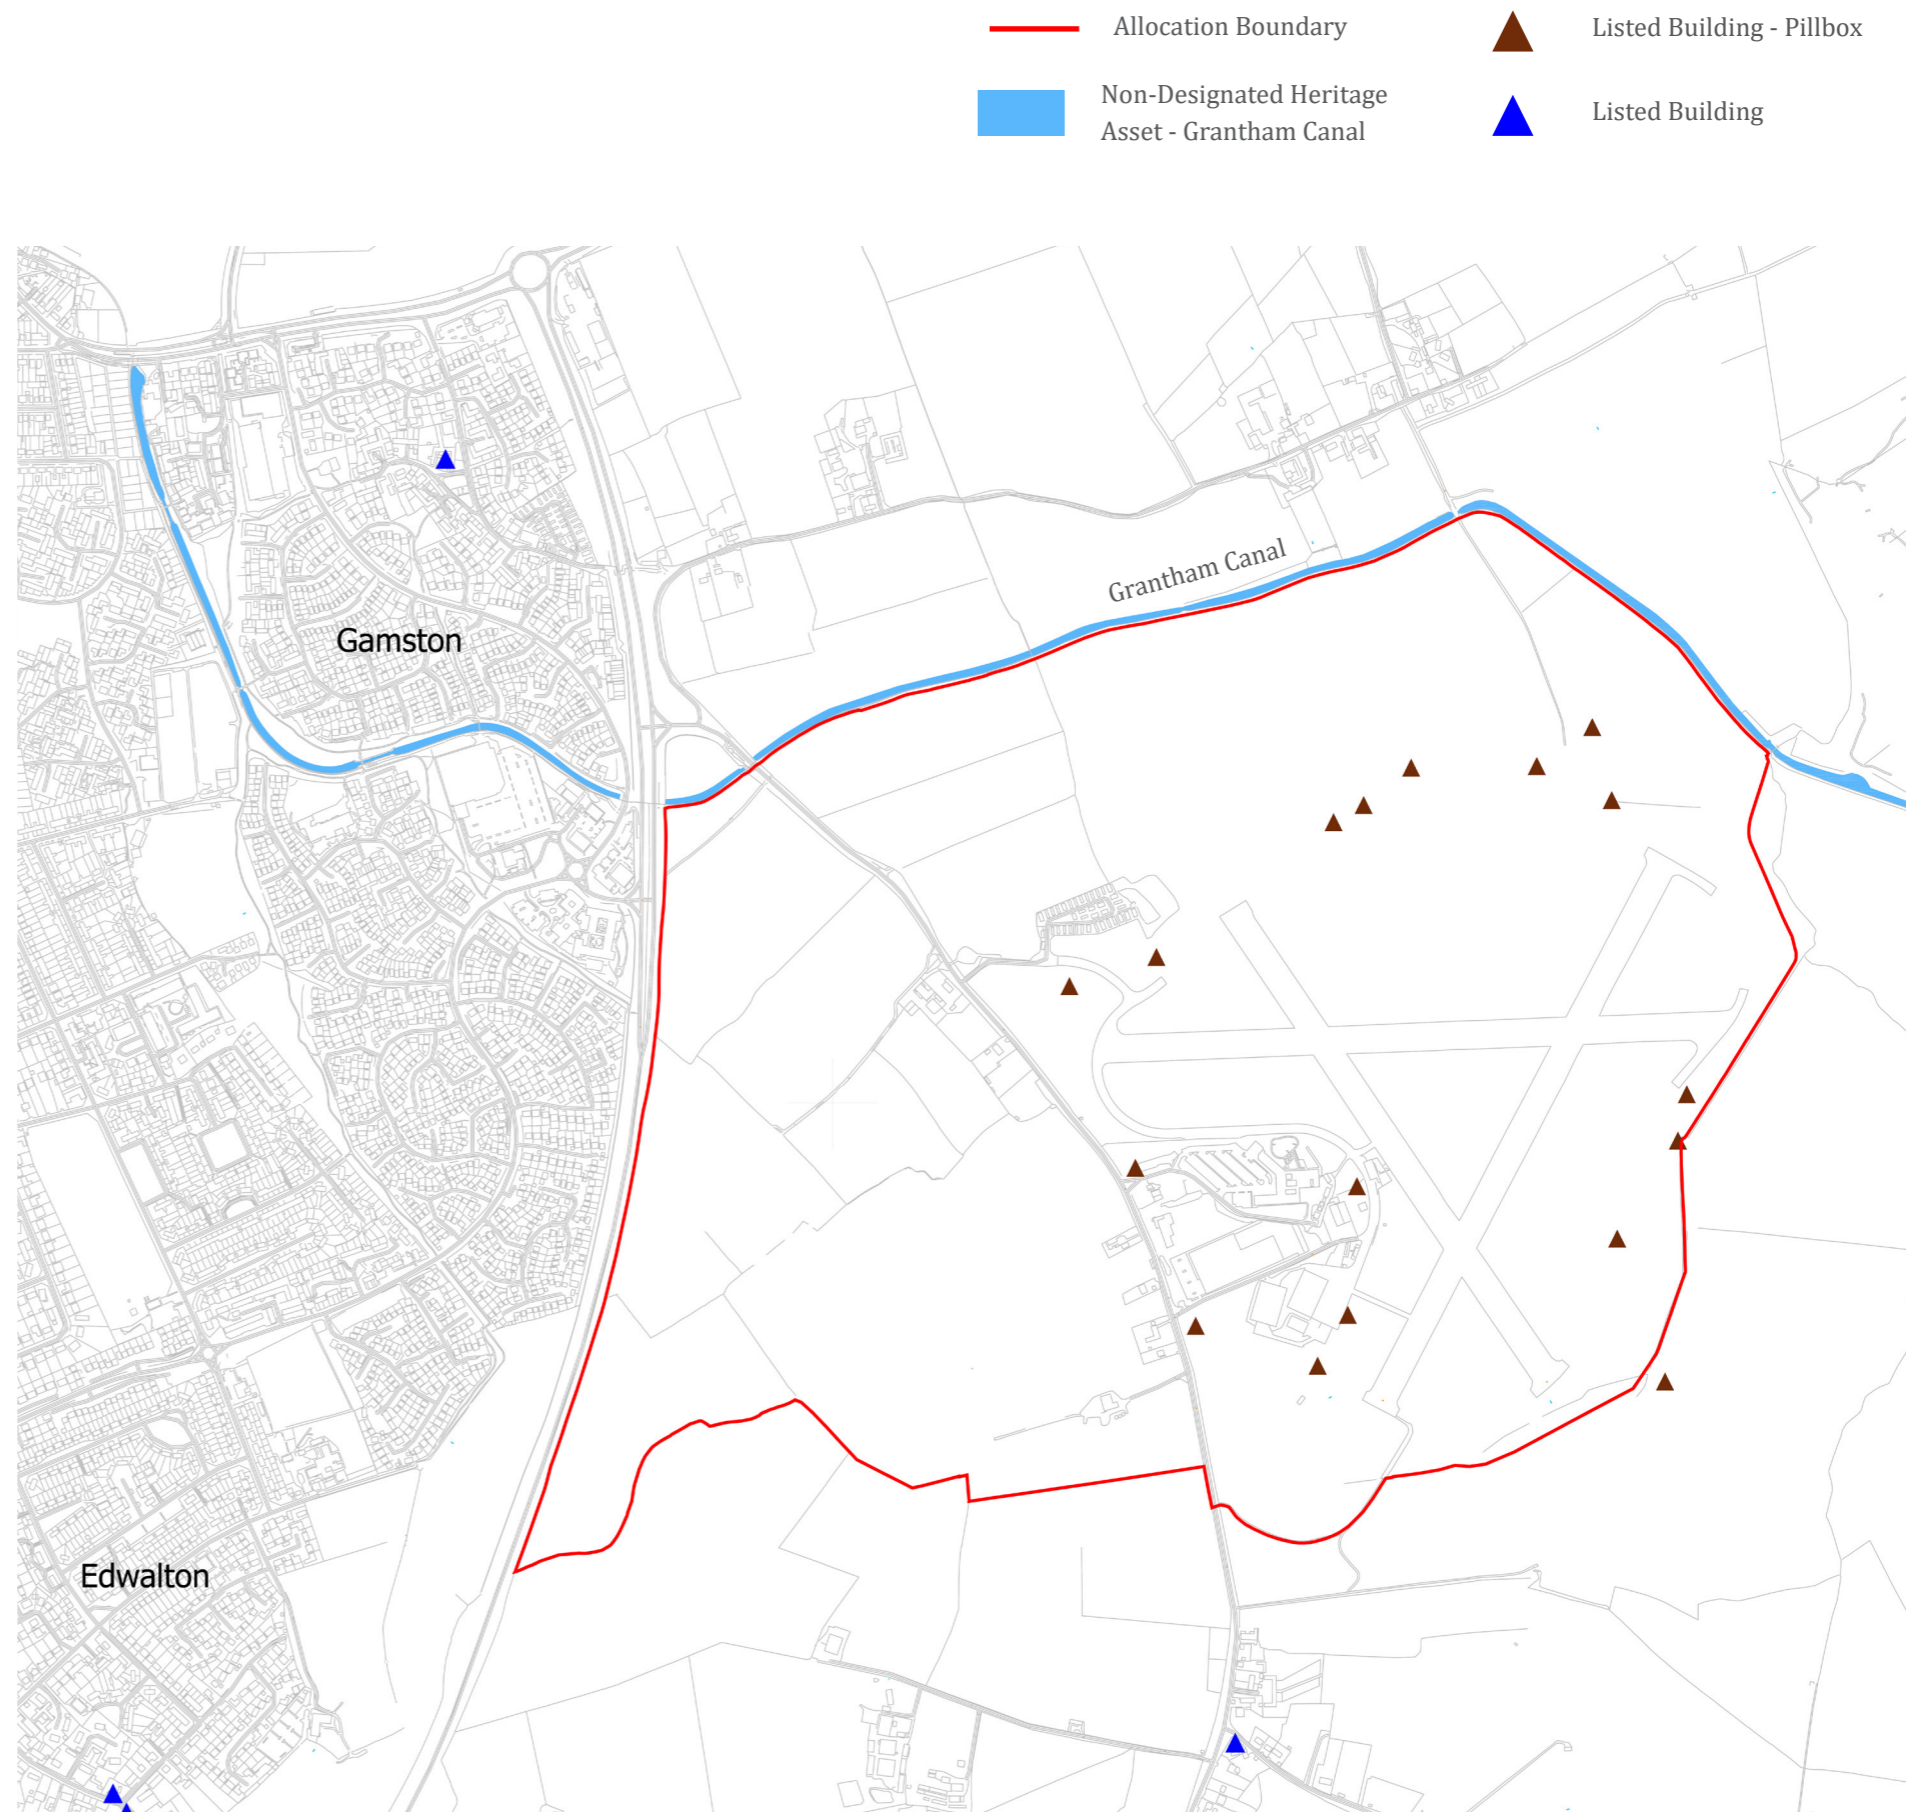 Allocation Boundary
Listed Building - Pillbox
Non-Designated Heritage
Asset - Grantham Canal
Listed Building
Grantham Canal
Gamston
Edwalton